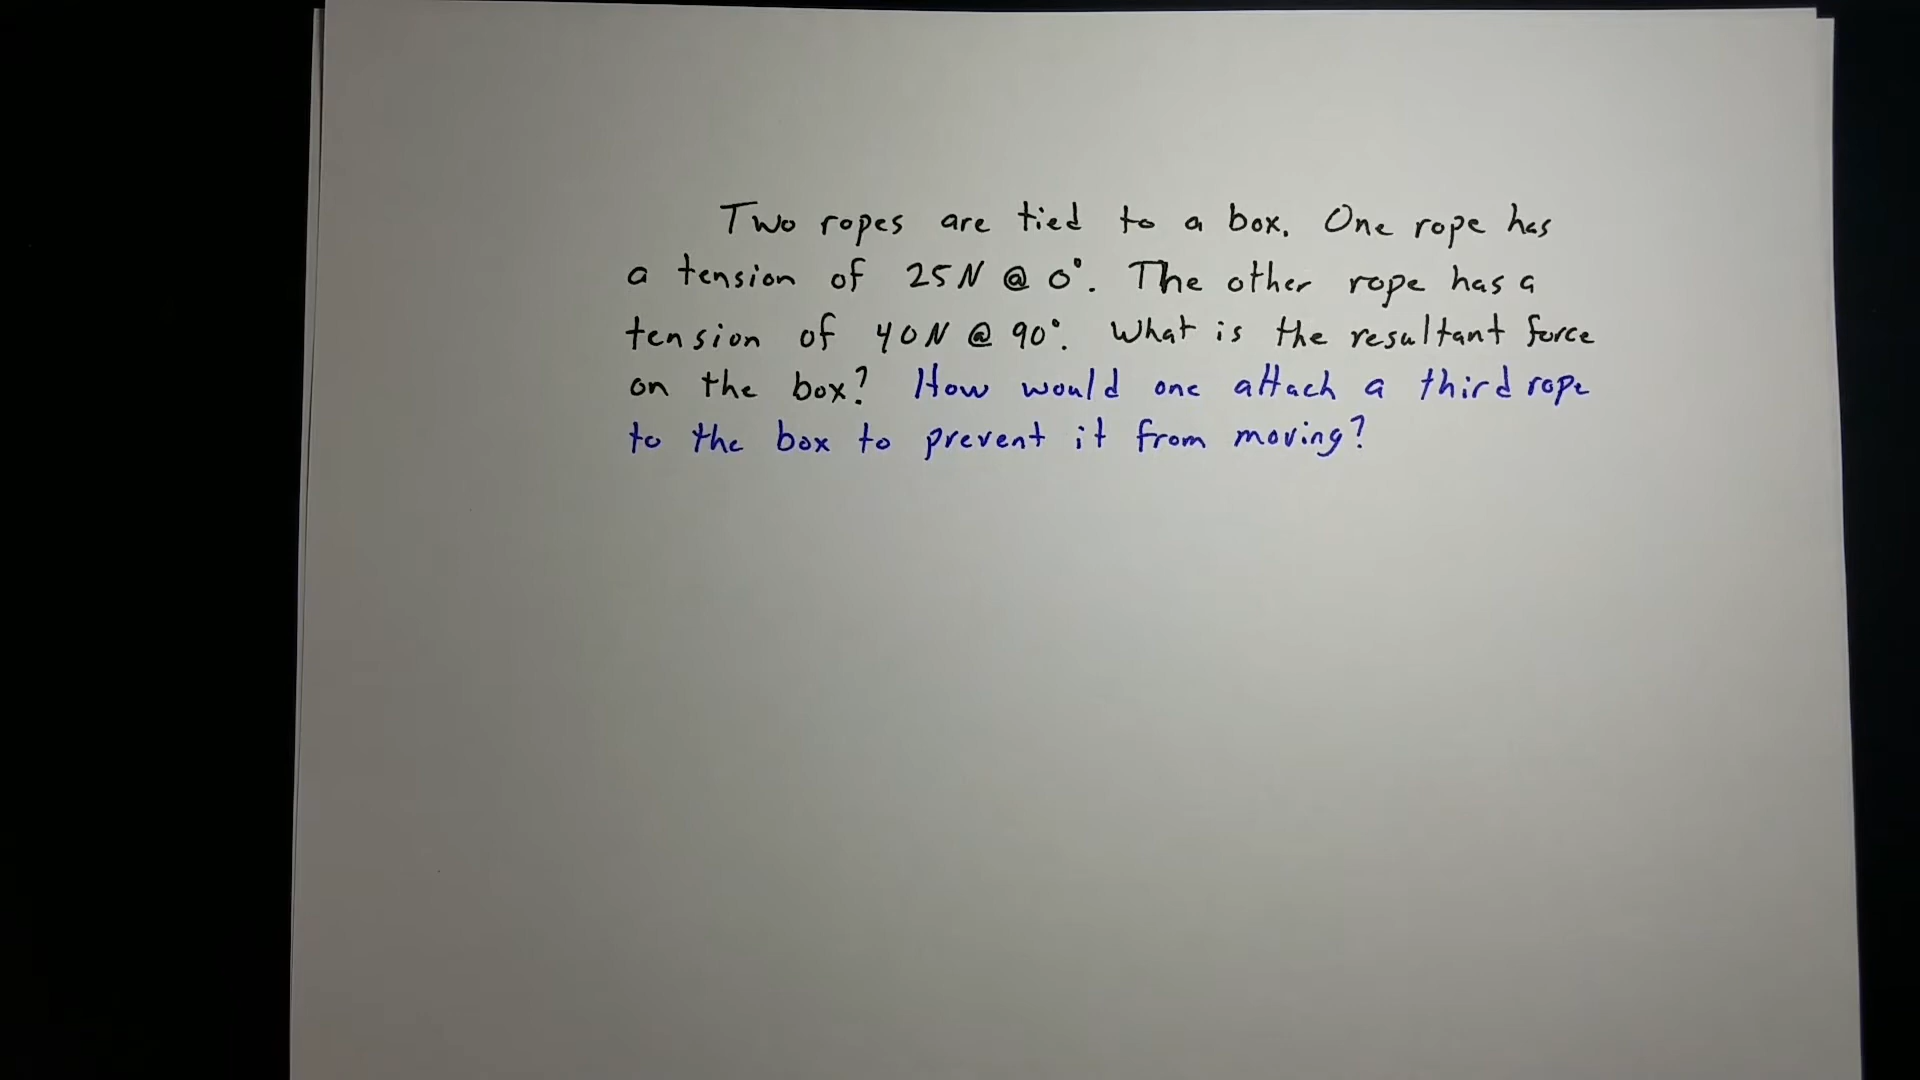 Two ropes are tied to a box. One rope has
a tension of 25 N @ 0°. The other rope has a
tension of 40 N @ 90°. What is the resultant force
on the box? How would one attach a third rope
to the box to prevent it from moving?